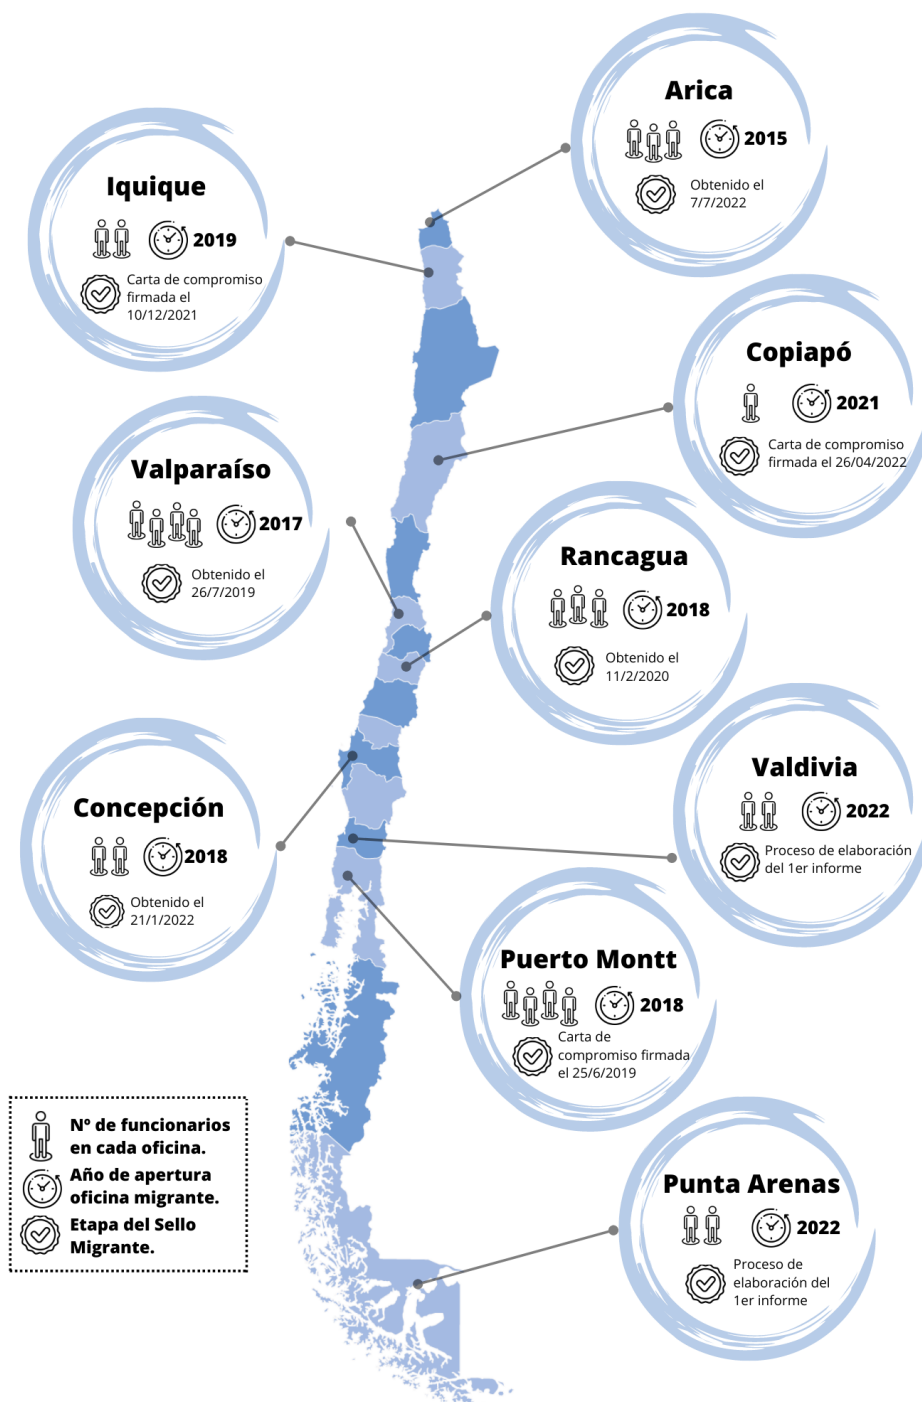 Arica
2015
Obtenido el
7/7/2022
Iquique
2019
Carta de compromiso
firmada el
10/12/2021
Copiapó
2021
Carta de compromiso
firmada el 26/04/2022
Valparaíso
2017
Obtenido el
26/7/2019
Rancagua
2018
Obtenido el
11/2/2020
Valdivia
2022
Proceso de elaboración
del 1er informe
Concepción
2018
Obtenido el
21/1/2022
Puerto Montt
2018
Carta de
compromiso firmada
el 25/6/2019
Nº de funcionarios
en cada oficina.
Año de apertura
oficina migrante.
Etapa del Sello
Migrante.
Punta Arenas
2022
Proceso de
elaboración del
1er informe